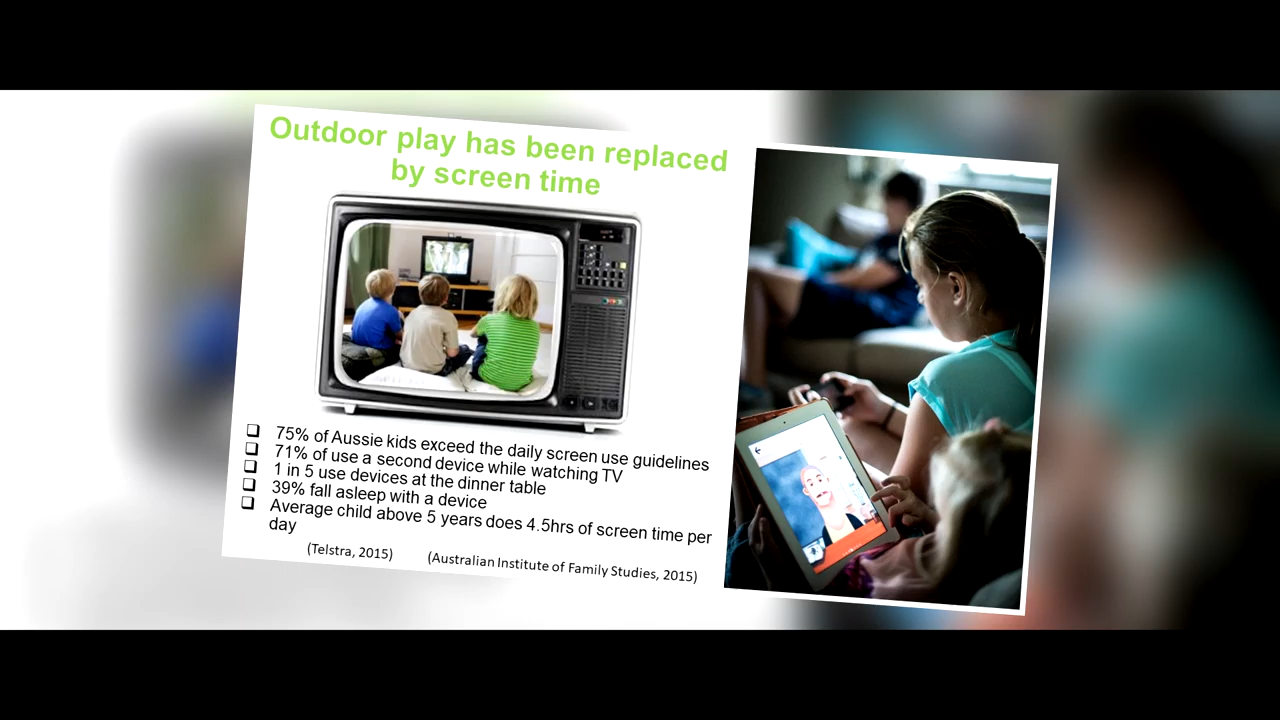 Outdoor play has been replaced
by screen time
75% of Aussie kids exceed the daily screen use guidelines
71% of use a second device while watching TV
1 in 5 use devices at the dinner table
39% fall asleep with a device
Average child above 5 years does 4.5hrs of screen time per
day
(Telstra, 2015) (Australian Institute of Family Studies, 2015)